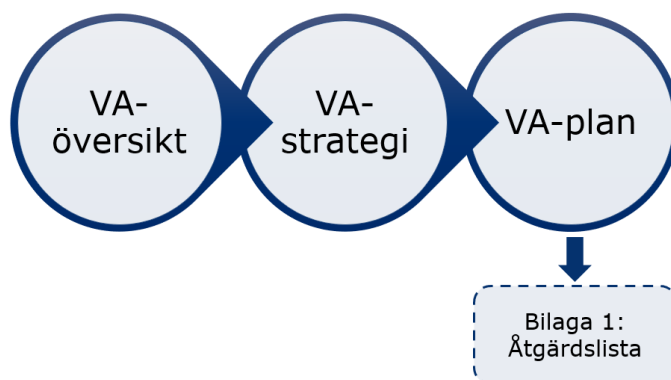 VA-
översikt
VA-
strategi
VA-plan
Bilaga 1:
Åtgärdslista